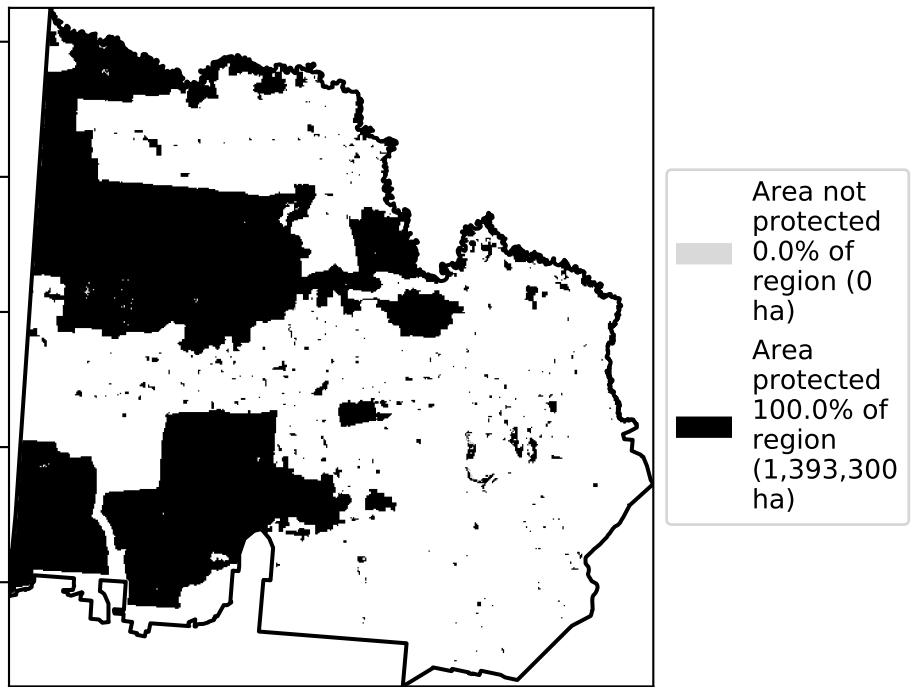 Area not
protected
0.0% of
region (0
ha)
Area
protected
100.0% of
region
(1,393,300
ha)